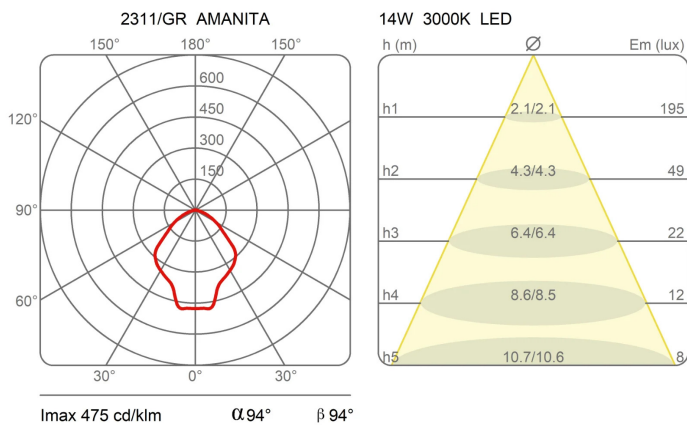 2311/GR AMANITA
150° 180° 150°
600
450
300
150
120°
90°
60°
30° 0° 30°
Imax 475 cd/klm α 94° β 94°
14W 3000K LED
h (m) Ø Em (lux)
h1 2.1/2.1 195
h2 4.3/4.3 49
h3 6.4/6.4 22
h4 8.6/8.5 12
h5 10.7/10.6 8